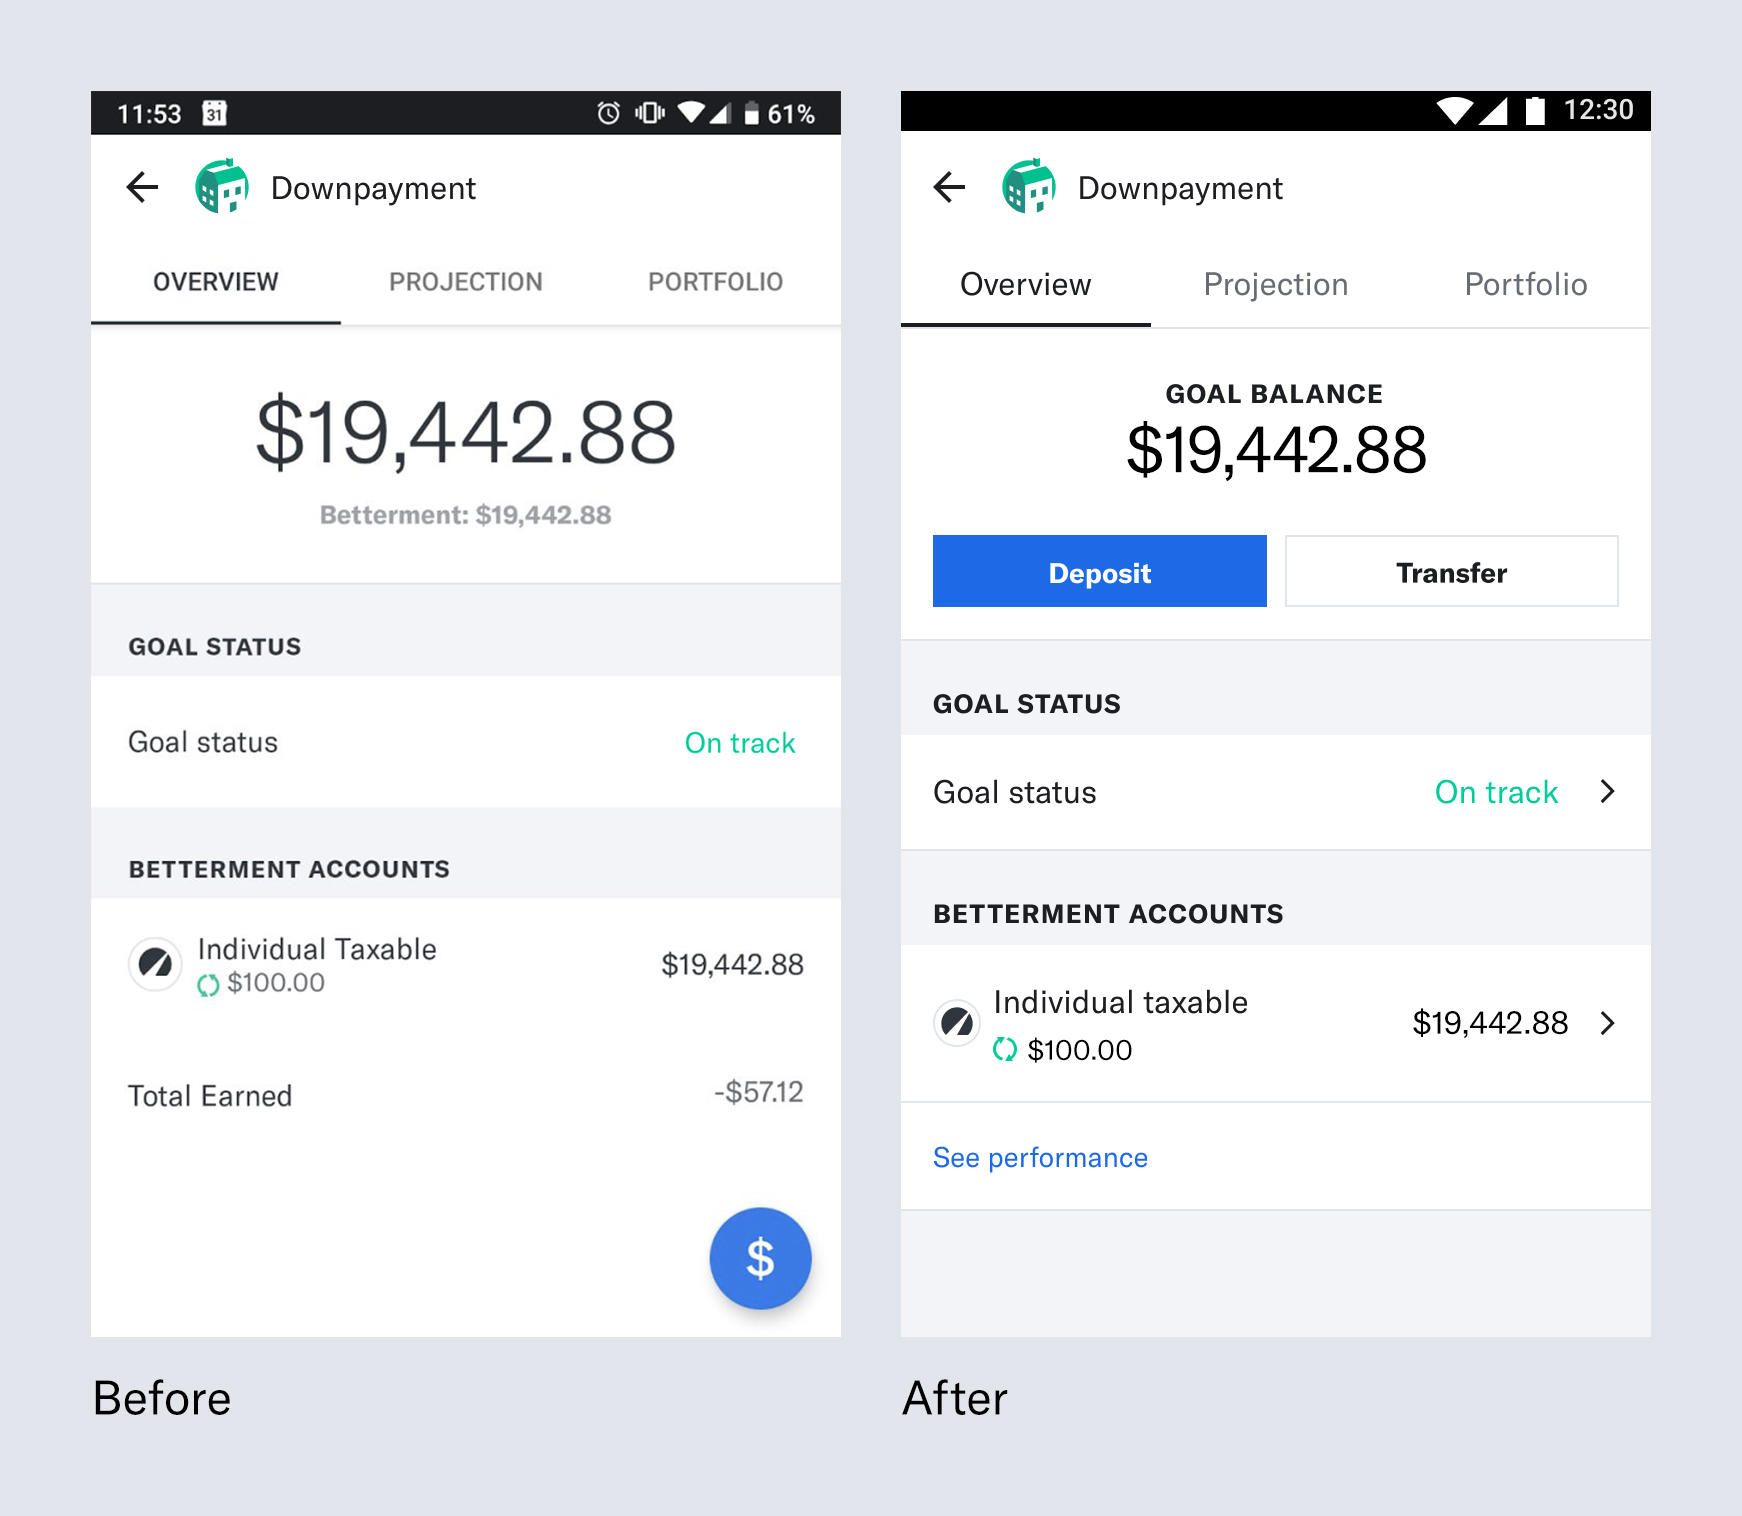 11:53 31 61%
Downpayment
OVERVIEW PROJECTION PORTFOLIO
$19,442.88
Betterment: $19,442.88
GOAL STATUS
Goal status On track
BETTERMENT ACCOUNTS
Individual Taxable $19,442.88
$100.00
Total Earned -$57.12
$
Before
12:30
Downpayment
Overview Projection Portfolio
GOAL BALANCE
$19,442.88
Deposit Transfer
GOAL STATUS
Goal status On track
BETTERMENT ACCOUNTS
Individual taxable $19,442.88
$100.00
See performance
After